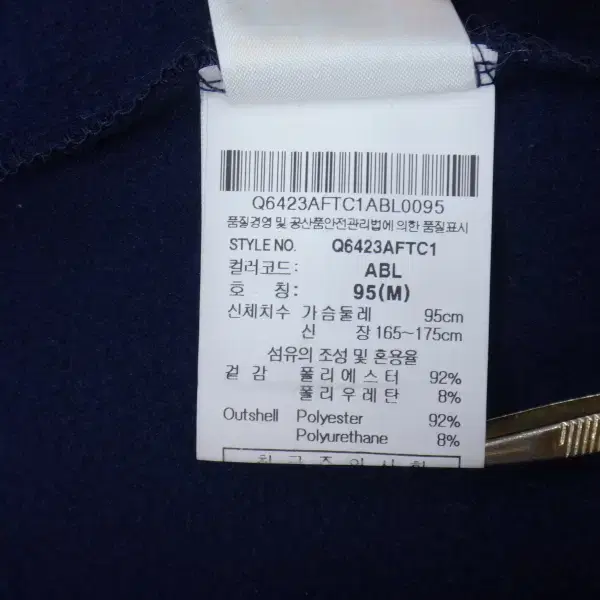 Q6423AFTC1ABL0095
품질경영 및 공산품안전관리법에 의한 품질표시
STYLE NO. Q6423AFTC1
컬러코드: ABL
호 칭: 95(M)
신체치수 가슴둘레 95cm
신 장 165~175cm
섬유의 조성 및 혼용율
겉 감 폴리에스터 92%
폴리우레탄 8%
Outshell Polyester 92%
Polyurethane 8%